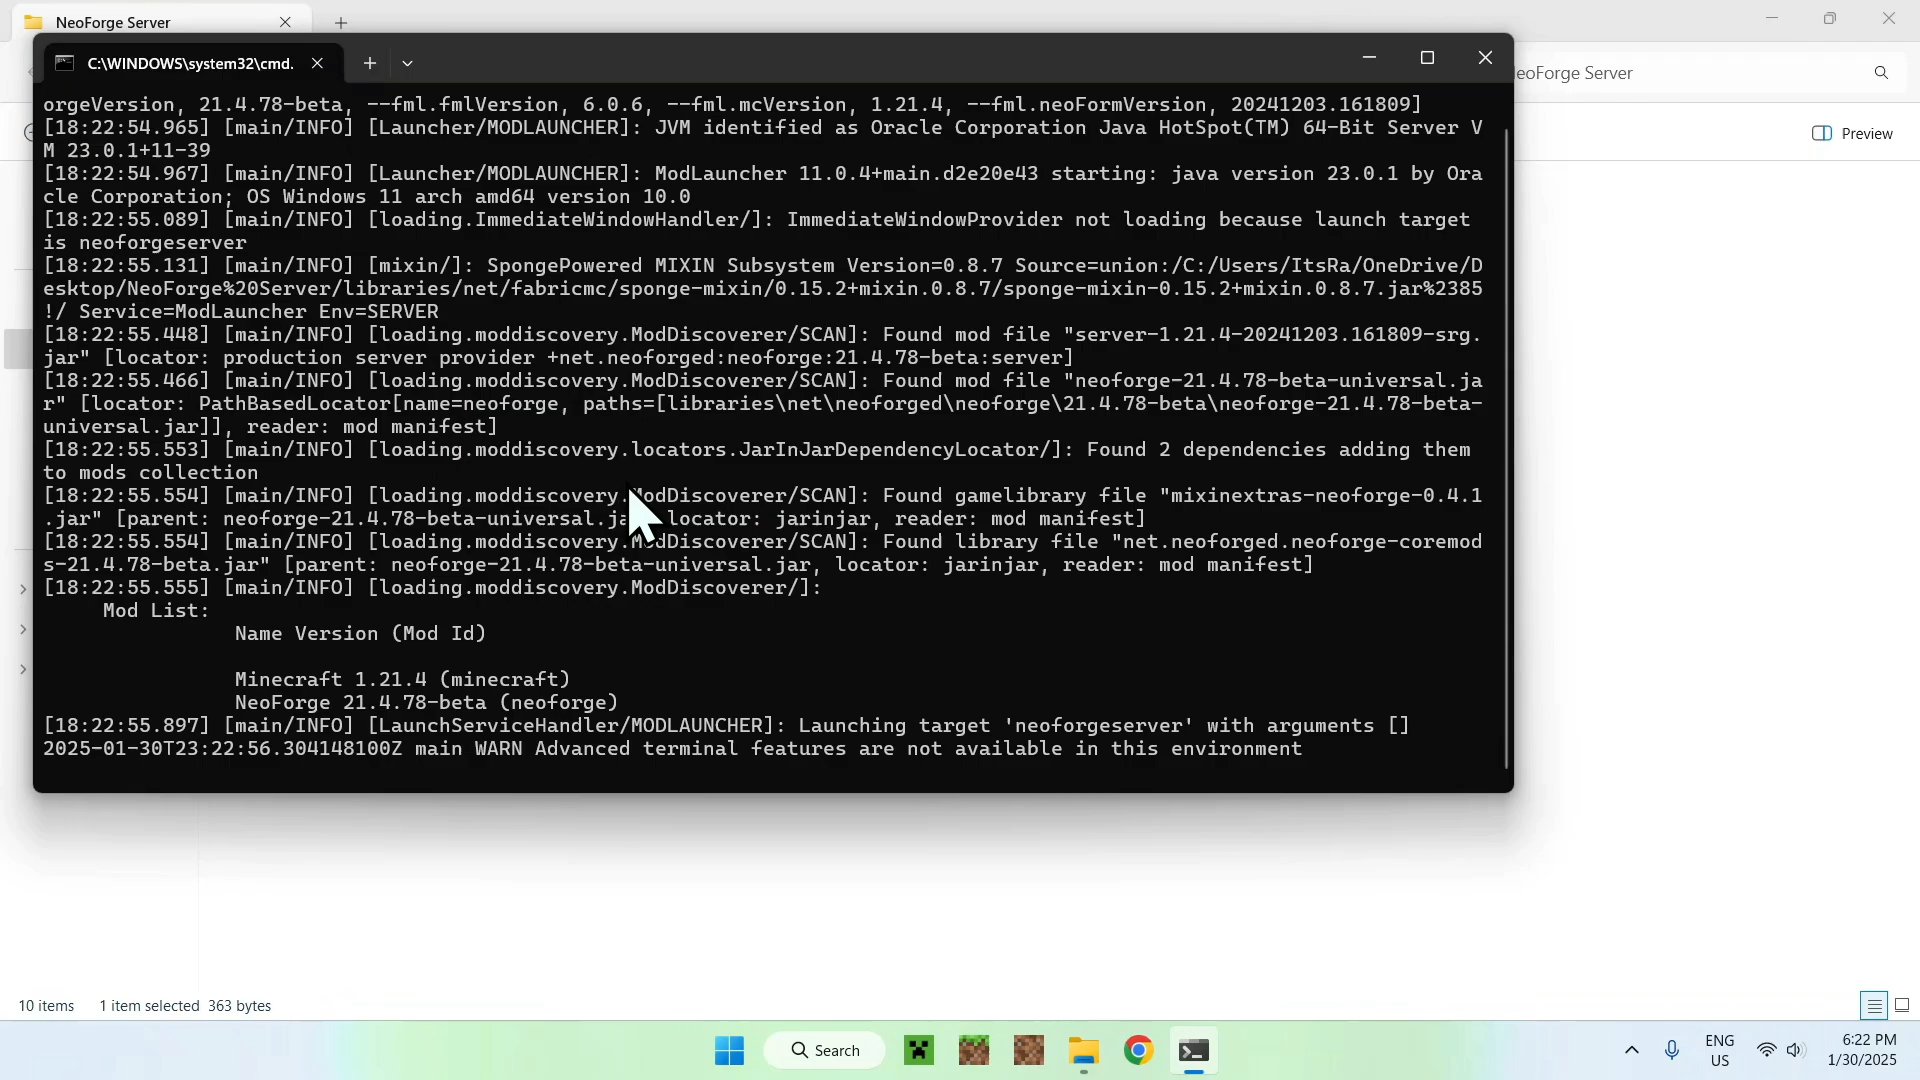 NeoForge Server
C:\WINDOWS\system32\cmd.
eoForge Server
Preview
orgeVersion, 21.4.78-beta, --fml.fmlVersion, 6.0.6, --fml.mcVersion, 1.21.4, --fml.neoFormVersion, 20241203.161809]
[18:22:54.965] [main/INFO] [Launcher/MODLAUNCHER]: JVM identified as Oracle Corporation Java HotSpot(TM) 64-Bit Server V
M 23.0.1+11-39
[18:22:54.967] [main/INFO] [Launcher/MODLAUNCHER]: ModLauncher 11.0.4+main.d2e20e43 starting: java version 23.0.1 by Ora
cle Corporation; OS Windows 11 arch amd64 version 10.0
[18:22:55.089] [main/INFO] [loading.ImmediateWindowHandler/]: ImmediateWindowProvider not loading because launch target
is neoforgeserver
[18:22:55.131] [main/INFO] [mixin/]: SpongePowered MIXIN Subsystem Version=0.8.7 Source=union:/C:/Users/ItsRa/OneDrive/D
esktop/NeoForge%20Server/libraries/net/fabricmc/sponge-mixin/0.15.2+mixin.0.8.7/sponge-mixin-0.15.2+mixin.0.8.7.jar%2385
!/ Service=ModLauncher Env=SERVER
[18:22:55.448] [main/INFO] [loading.moddiscovery.ModDiscoverer/SCAN]: Found mod file "server-1.21.4-20241203.161809-srg.
jar" [locator: production server provider +net.neoforged:neoforge:21.4.78-beta:server]
[18:22:55.466] [main/INFO] [loading.moddiscovery.ModDiscoverer/SCAN]: Found mod file "neoforge-21.4.78-beta-universal.ja
r" [locator: PathBasedLocator[name=neoforge, paths=[libraries\net\neoforged\neoforge\21.4.78-beta\neoforge-21.4.78-beta-
universal.jar]], reader: mod manifest]
[18:22:55.553] [main/INFO] [loading.moddiscovery.locators.JarInJarDependencyLocator/]: Found 2 dependencies adding them
to mods collection
[18:22:55.554] [main/INFO] [loading.moddiscovery.ModDiscoverer/SCAN]: Found gamelibrary file "mixinextras-neoforge-0.4.1
.jar" [parent: neoforge-21.4.78-beta-universal.ja locator: jarinjar, reader: mod manifest]
[18:22:55.554] [main/INFO] [loading.moddiscovery.ModDiscoverer/SCAN]: Found library file "net.neoforged.neoforge-coremod
s-21.4.78-beta.jar" [parent: neoforge-21.4.78-beta-universal.jar, locator: jarinjar, reader: mod manifest]
[18:22:55.555] [main/INFO] [loading.moddiscovery.ModDiscoverer/]:
Mod List:
Name Version (Mod Id)
Minecraft 1.21.4 (minecraft)
NeoForge 21.4.78-beta (neoforge)
[18:22:55.897] [main/INFO] [LaunchServiceHandler/MODLAUNCHER]: Launching target 'neoforgeserver' with arguments []
2025-01-30T23:22:56.304148100Z main WARN Advanced terminal features are not available in this environment
10 items 1 item selected 363 bytes
Search
ENG
US
6:22 PM
1/30/2025